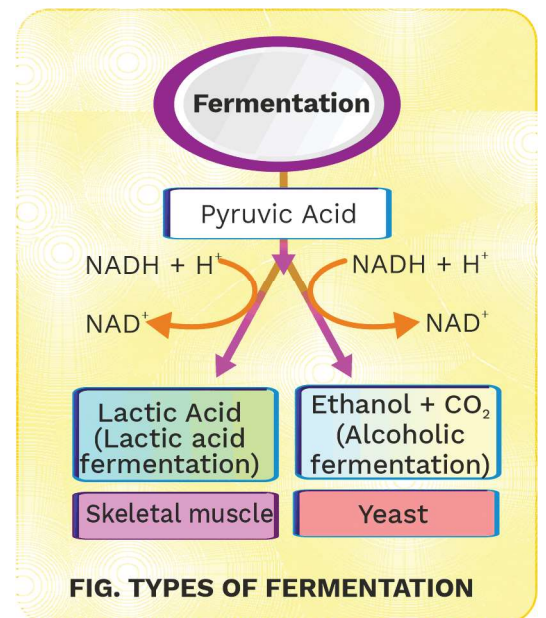 Fermentation
Pyruvic Acid
NADH + H⁺
NADH + H⁺
NAD⁺
NAD⁺
Lactic Acid
(Lactic acid
fermentation)
Ethanol + CO₂
(Alcoholic
fermentation)
Skeletal muscle
Yeast
FIG. TYPES OF FERMENTATION